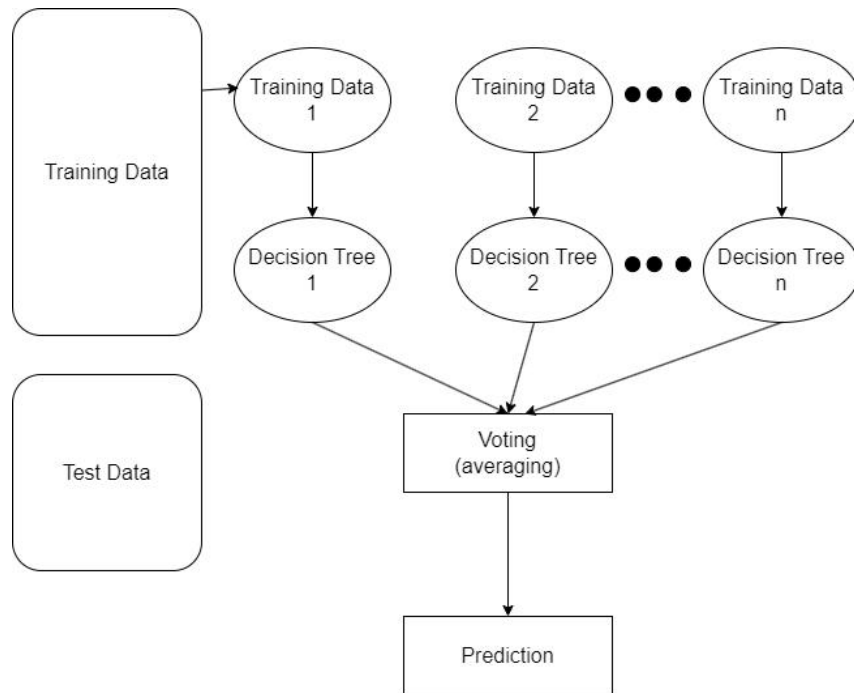 Training Data
Training Data
1
Training Data
2
Training Data
n
Decision Tree
1
Decision Tree
2
Decision Tree
n
Test Data
Voting
(averaging)
Prediction